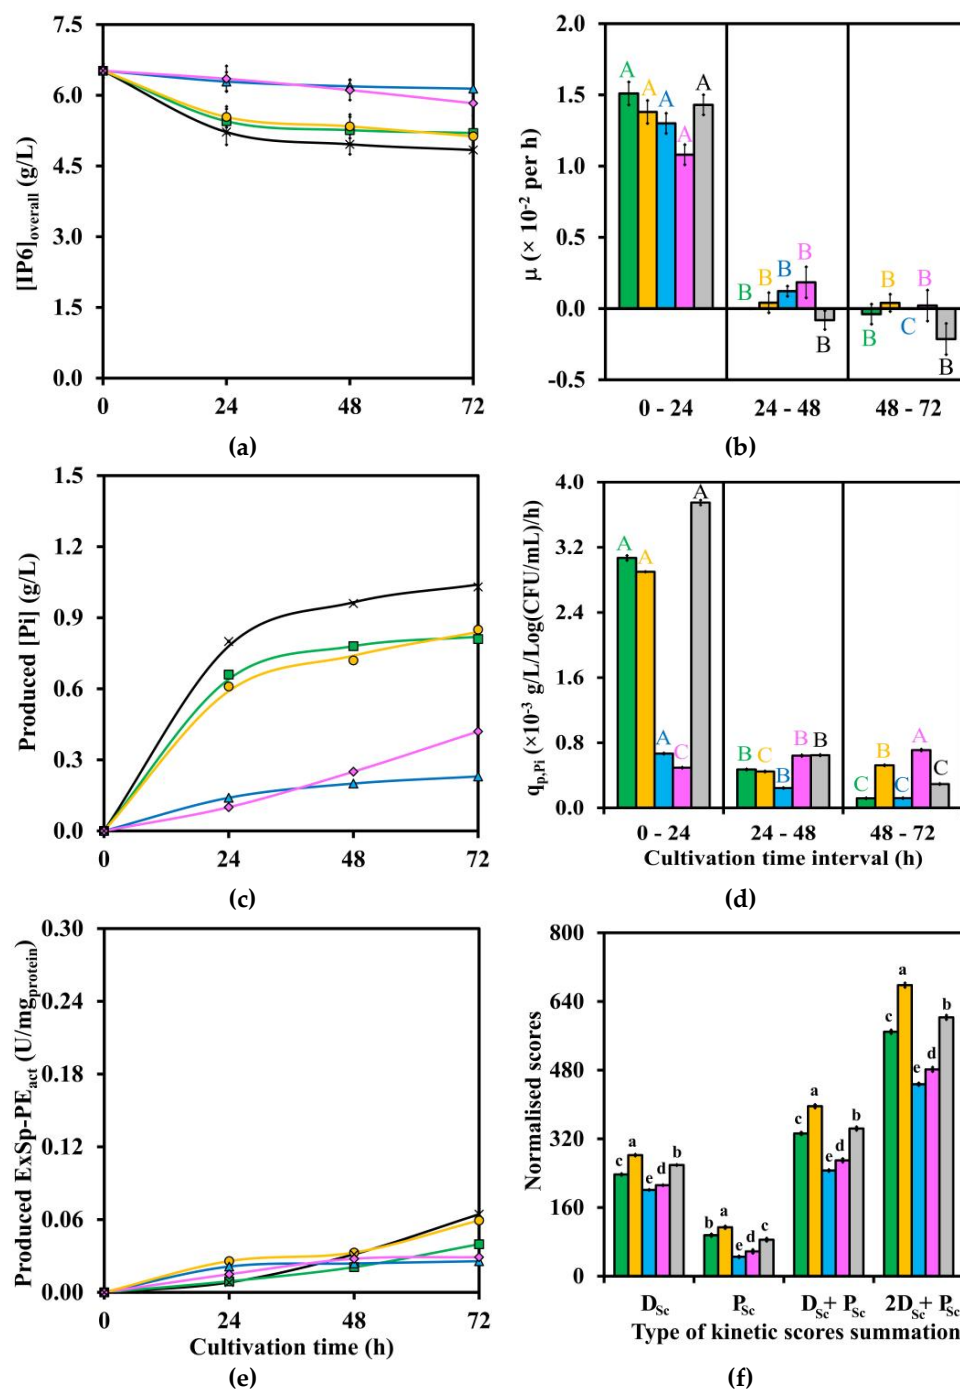 7.5
6.0
4.5
3.0
1.5
0.0
[IP6]overall (g/L)
0 24 48 72
(a)
2.0
1.5
1.0
0.5
0.0
-0.5
μ (× 10-2 per h)
A A A A A
B B B B B
B B C B B
0 - 24 24 - 48 48 - 72
(b)
1.5
1.2
0.9
0.6
0.3
0.0
Produced [Pi] (g/L)
0 24 48 72
(c)
4.0
3.2
2.4
1.6
0.8
0.0
qp,Pi (×10-3 g/L/Log(CFU/mL)/h)
A A A C A
B C B B B
C B C A C
0 - 24 24 - 48 48 - 72
Cultivation time interval (h)
(d)
0.30
0.24
0.18
0.12
0.06
0.00
Produced ExSp-PEact (U/mgprotein)
0 24 48 72
Cultivation time (h)
(e)
800
640
480
320
160
0
Normalised scores
c a e d b
b a e d c
c a e d b
c a e d b
DSc PSc DSc+ PSc 2DSc+ PSc
Type of kinetic scores summation
(f)